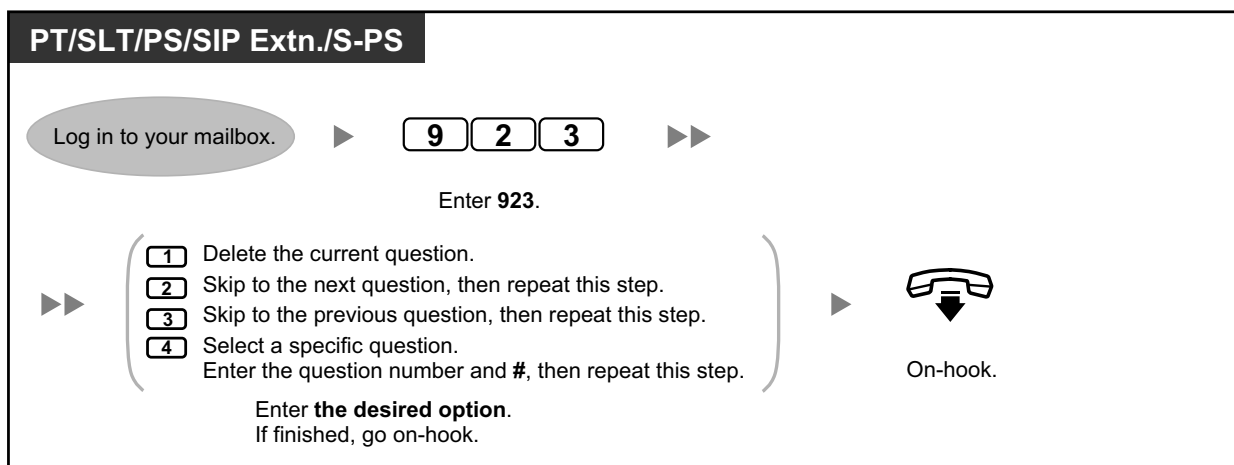 PT/SLT/PS/SIP Extn./S-PS
Log in to your mailbox.
9 2 3
Enter 923.
1 Delete the current question.
2 Skip to the next question, then repeat this step.
3 Skip to the previous question, then repeat this step.
4 Select a specific question.
Enter the question number and #, then repeat this step.
Enter the desired option.
If finished, go on-hook.
On-hook.